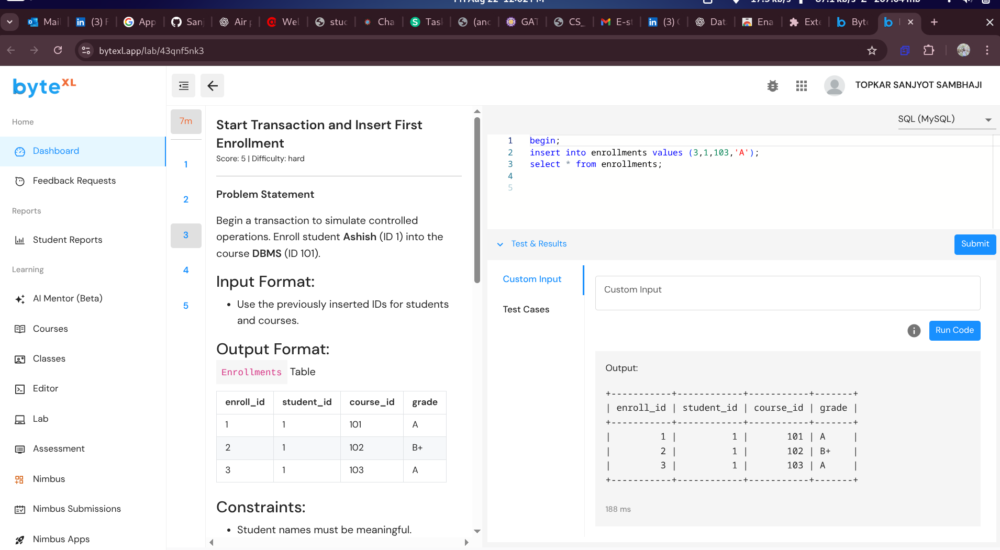 Mail
(3) F
App
San
Air
Wel
stud
Cha
Task
(and
GAT
CS_
E-st
(3)
Data
Ena
Exte
Byte
bytexl.app/lab/43qnf5nk3
byteXL
TOPKAR SANJYOT SAMBHAJI
Home
Dashboard
Feedback Requests
Reports
Student Reports
Learning
AI Mentor (Beta)
Courses
Classes
Editor
Lab
Assessment
Nimbus
Nimbus Submissions
Nimbus Apps
7m
1
2
3
4
5
Start Transaction and Insert First
Enrollment
Score: 5 | Difficulty: hard
Problem Statement
Begin a transaction to simulate controlled
operations. Enroll student Ashish (ID 1) into the
course DBMS (ID 101).
Input Format:
• Use the previously inserted IDs for students
and courses.
Output Format:
Enrollments Table
enroll_id student_id course_id grade
1 1 101 A
2 1 102 B+
3 1 103 A
Constraints:
• Student names must be meaningful.
SQL (MySQL)
1 begin;
2 insert into enrollments values (3,1,103,'A');
3 select * from enrollments;
4
5
Test & Results
Submit
Custom Input
Test Cases
Custom Input
Run Code
Output:
+-----------+------------+-----------+-------+
| enroll_id | student_id | course_id | grade |
+-----------+------------+-----------+-------+
|         1 |          1 |       101 | A     |
|         2 |          1 |       102 | B+    |
|         3 |          1 |       103 | A     |
+-----------+------------+-----------+-------+
188 ms